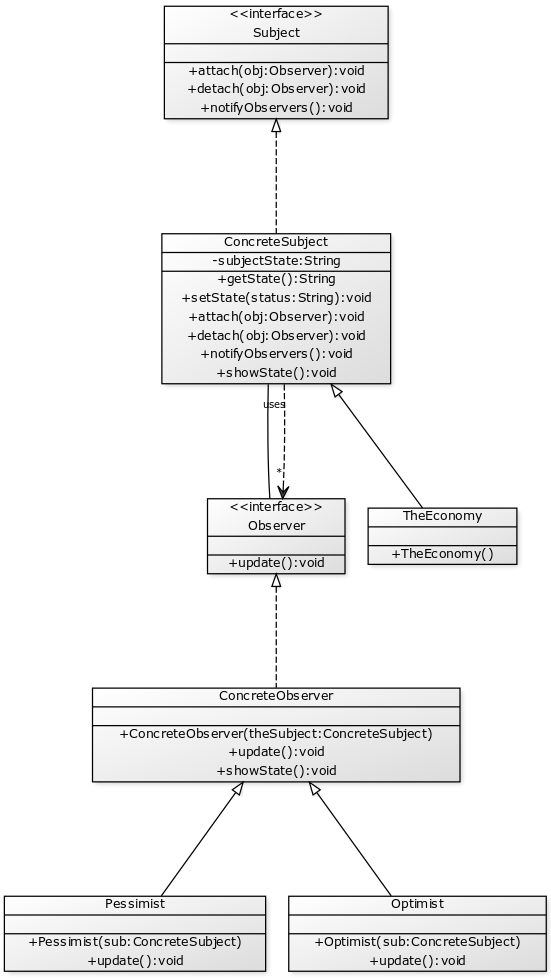 <<interface>>
Subject
+attach(obj:Observer):void
+detach(obj:Observer):void
+notifyObservers():void
ConcreteSubject
-subjectState:String
+getState():String
+setState(status:String):void
+attach(obj:Observer):void
+detach(obj:Observer):void
+notifyObservers():void
+showState():void
uses
*
<<interface>>
Observer
+update():void
TheEconomy
+TheEconomy()
ConcreteObserver
+ConcreteObserver(theSubject:ConcreteSubject)
+update():void
+showState():void
Pessimist
+Pessimist(sub:ConcreteSubject)
+update():void
Optimist
+Optimist(sub:ConcreteSubject)
+update():void